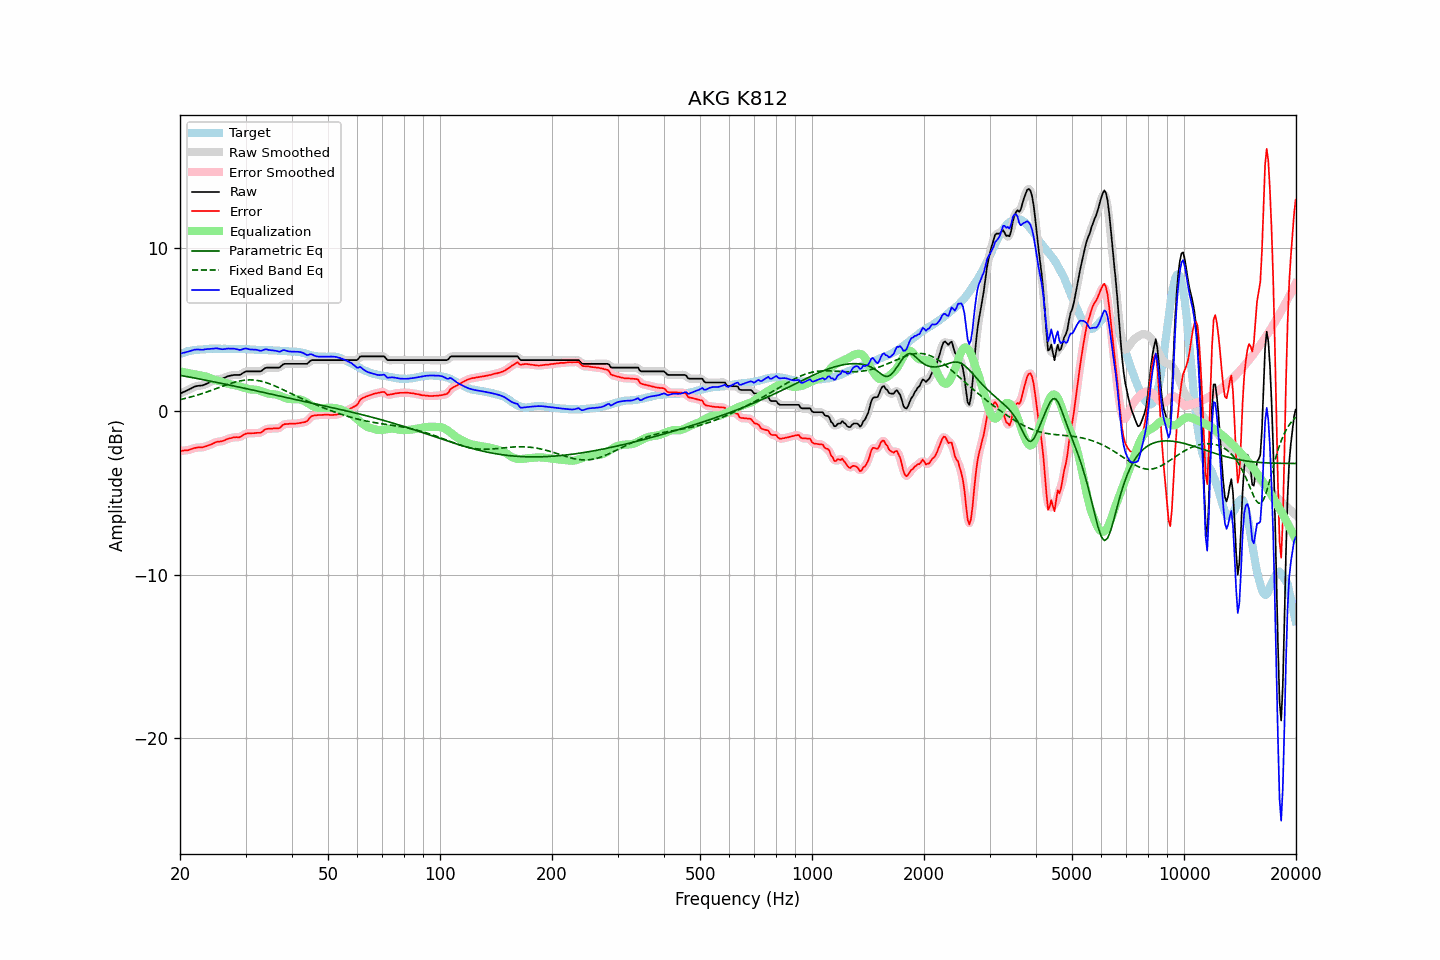 AKG K812
Target
Raw Smoothed
Error Smoothed
Raw
Error
Equalization
Parametric Eq
Fixed Band Eq
Equalized
Amplitude (dBr)
10
0
−10
−20
20
50
100
200
500
1000
2000
5000
10000
20000
Frequency (Hz)